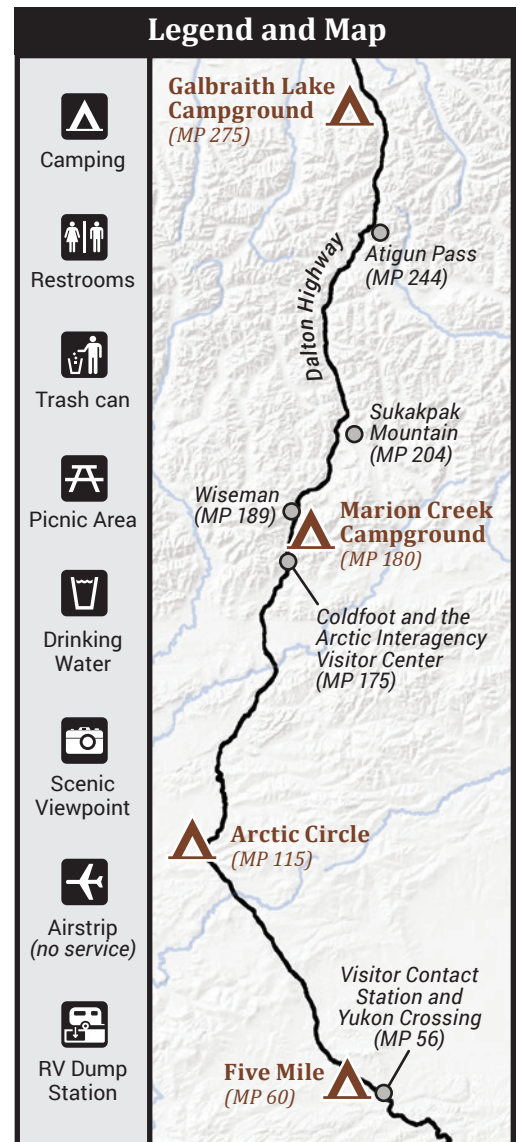 Legend and Map
Camping
Restrooms
Trash can
Picnic Area
Drinking
Water
Scenic
Viewpoint
Airstrip
(no service)
RV Dump
Station
Galbraith Lake
Campground
(MP 275)
Atigun Pass
(MP 244)
Dalton Highway
Sukakpak
Mountain
(MP 204)
Wiseman
(MP 189)
Marion Creek
Campground
(MP 180)
Coldfoot and the
Arctic Interagency
Visitor Center
(MP 175)
Arctic Circle
(MP 115)
Visitor Contact
Station and
Yukon Crossing
(MP 56)
Five Mile
(MP 60)